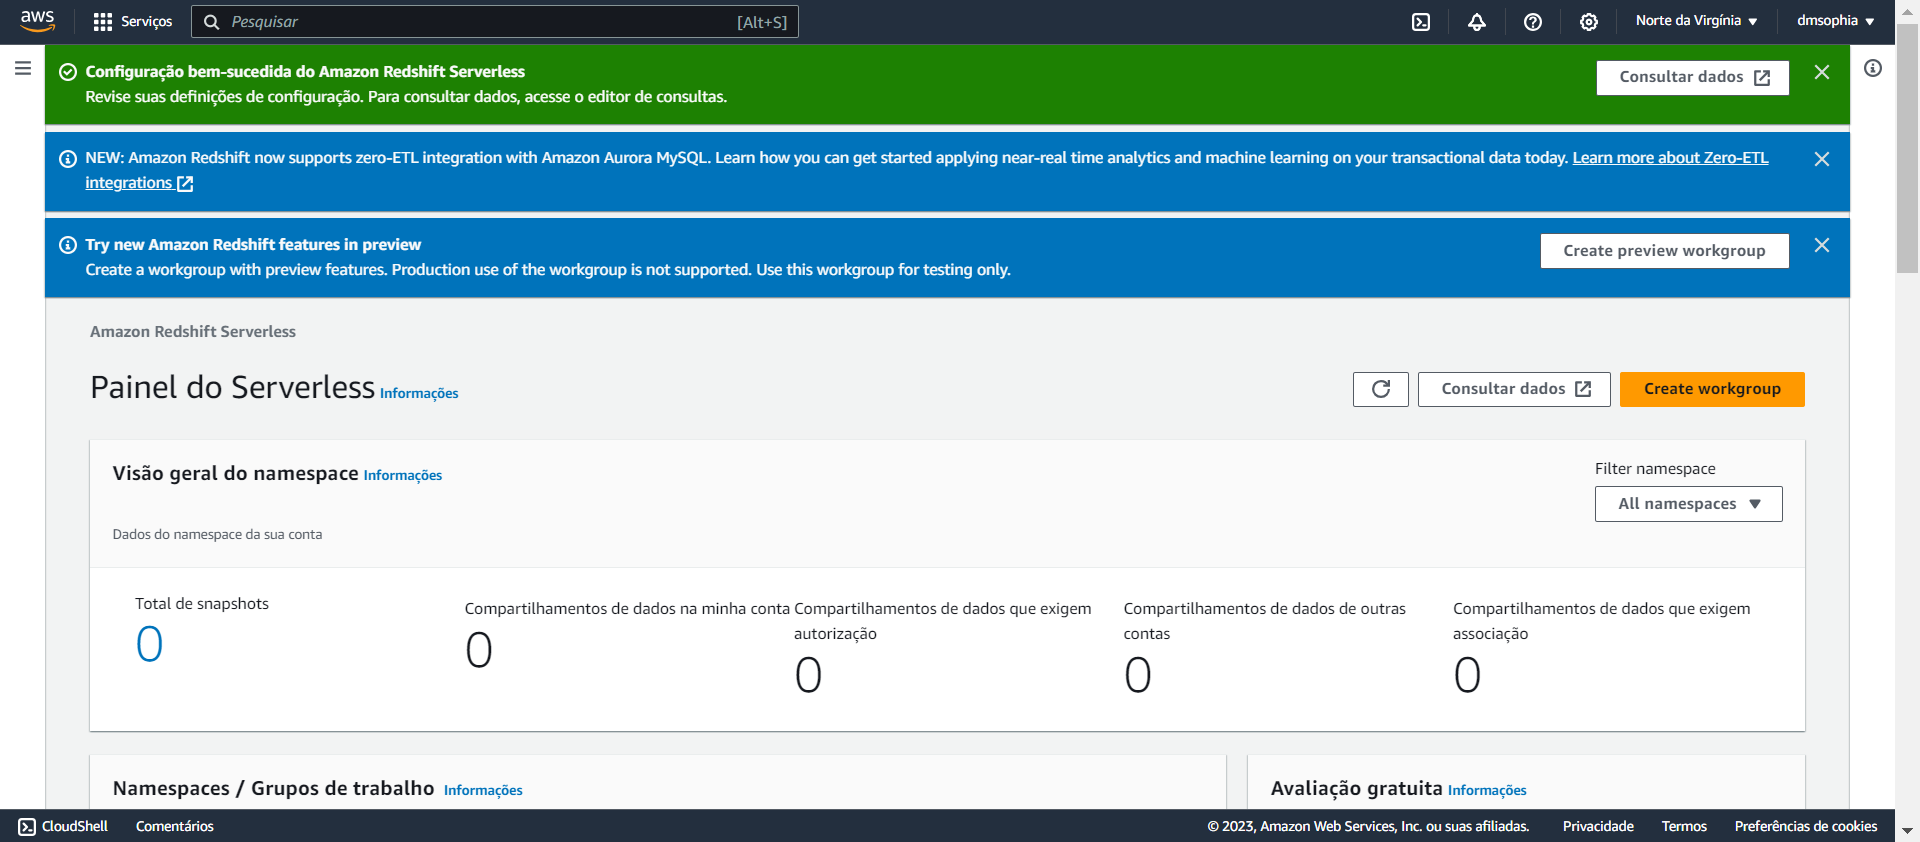 aws
Serviços
Pesquisar
[Alt+S]
Norte da Virgínia
dmsophia
Configuração bem-sucedida do Amazon Redshift Serverless
Revise suas definições de configuração. Para consultar dados, acesse o editor de consultas.
Consultar dados
NEW: Amazon Redshift now supports zero-ETL integration with Amazon Aurora MySQL. Learn how you can get started applying near-real time analytics and machine learning on your transactional data today. Learn more about Zero-ETL
integrations
Try new Amazon Redshift features in preview
Create a workgroup with preview features. Production use of the workgroup is not supported. Use this workgroup for testing only.
Create preview workgroup
Amazon Redshift Serverless
Painel do Serverless Informações
Consultar dados
Create workgroup
Visão geral do namespace Informações
Dados do namespace da sua conta
Filter namespace
All namespaces
Total de snapshots
0
Compartilhamentos de dados na minha conta
0
Compartilhamentos de dados que exigem
autorização
0
Compartilhamentos de dados de outras
contas
0
Compartilhamentos de dados que exigem
associação
0
Namespaces / Grupos de trabalho Informações
Avaliação gratuita Informações
CloudShell
Comentários
© 2023, Amazon Web Services, Inc. ou suas afiliadas.
Privacidade
Termos
Preferências de cookies